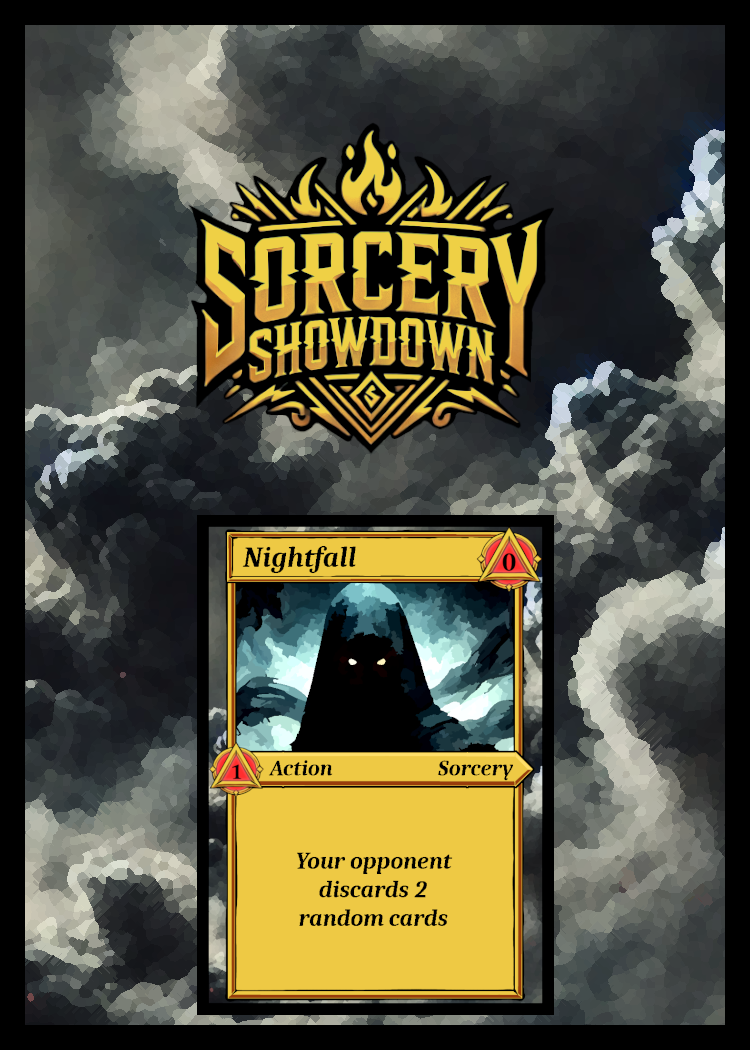 SORCERY
SHOWDOWN
S
Nightfall 0
1 Action Sorcery
Your opponent
discards 2
random cards